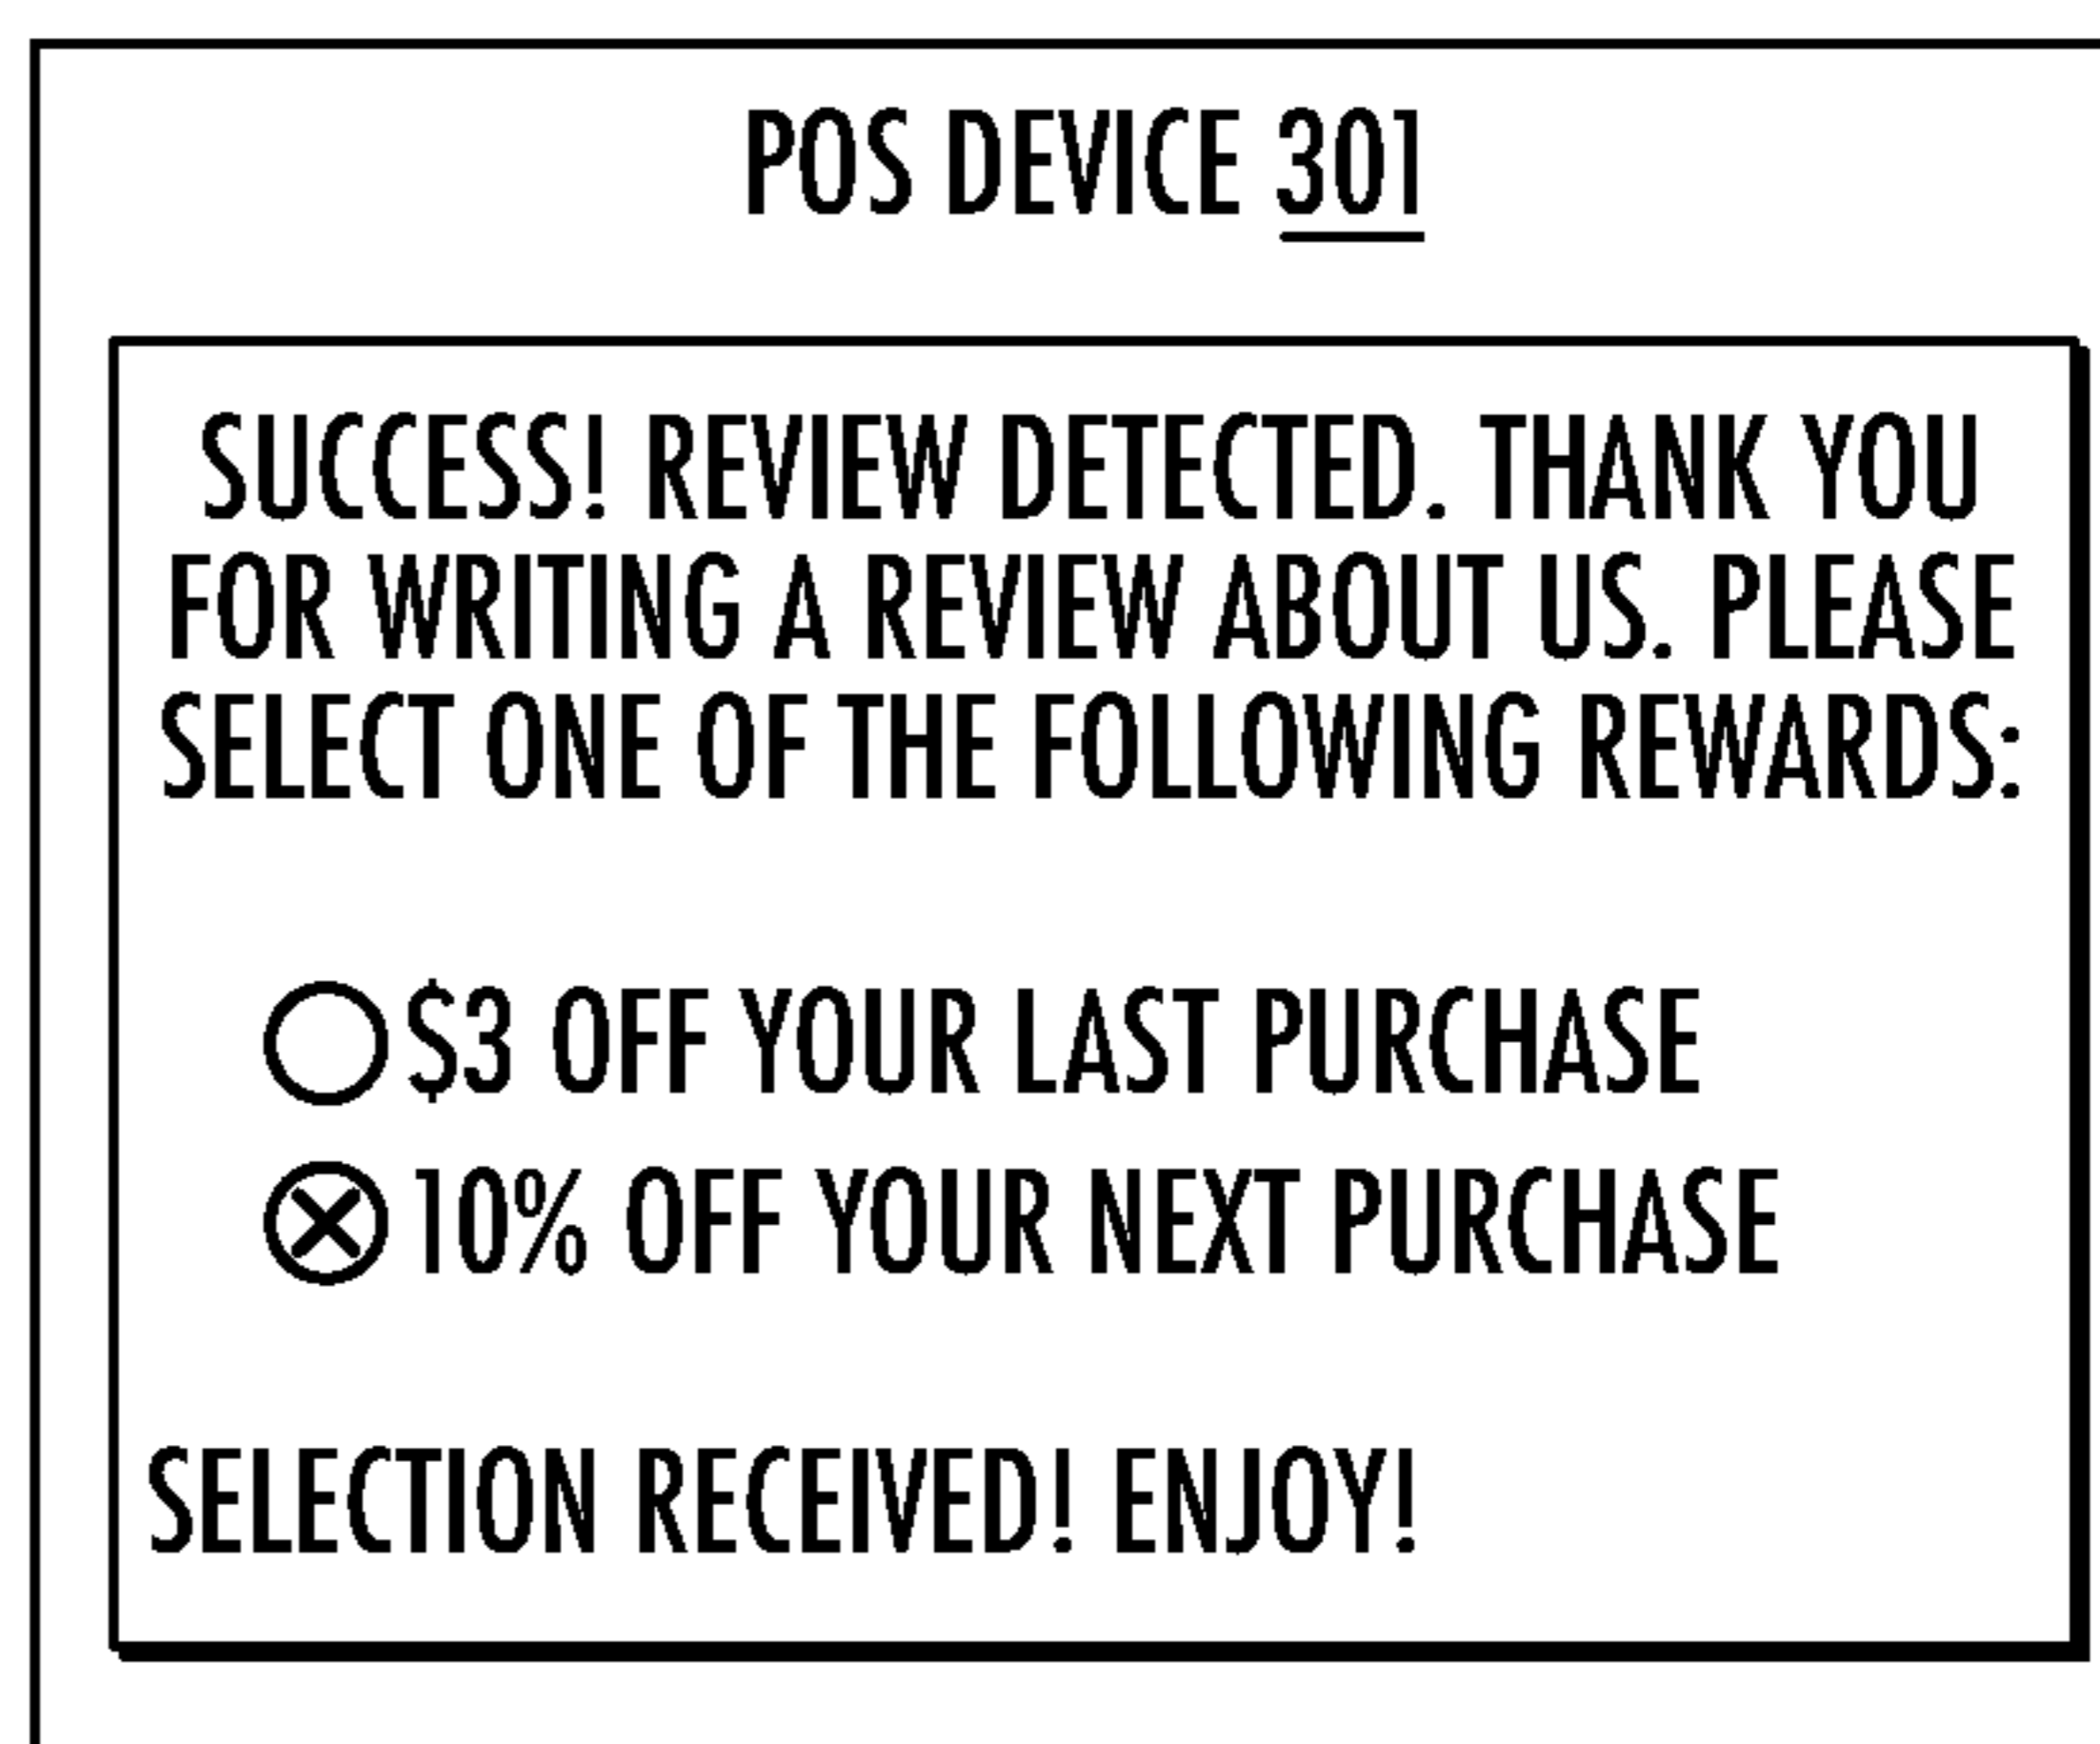 POS DEVICE 301
SUCCESS! REVIEW DETECTED. THANK YOU
FOR WRITING A REVIEW ABOUT US. PLEASE
SELECT ONE OF THE FOLLOWING REWARDS:
$3 OFF YOUR LAST PURCHASE
10% OFF YOUR NEXT PURCHASE
SELECTION RECEIVED! ENJOY!